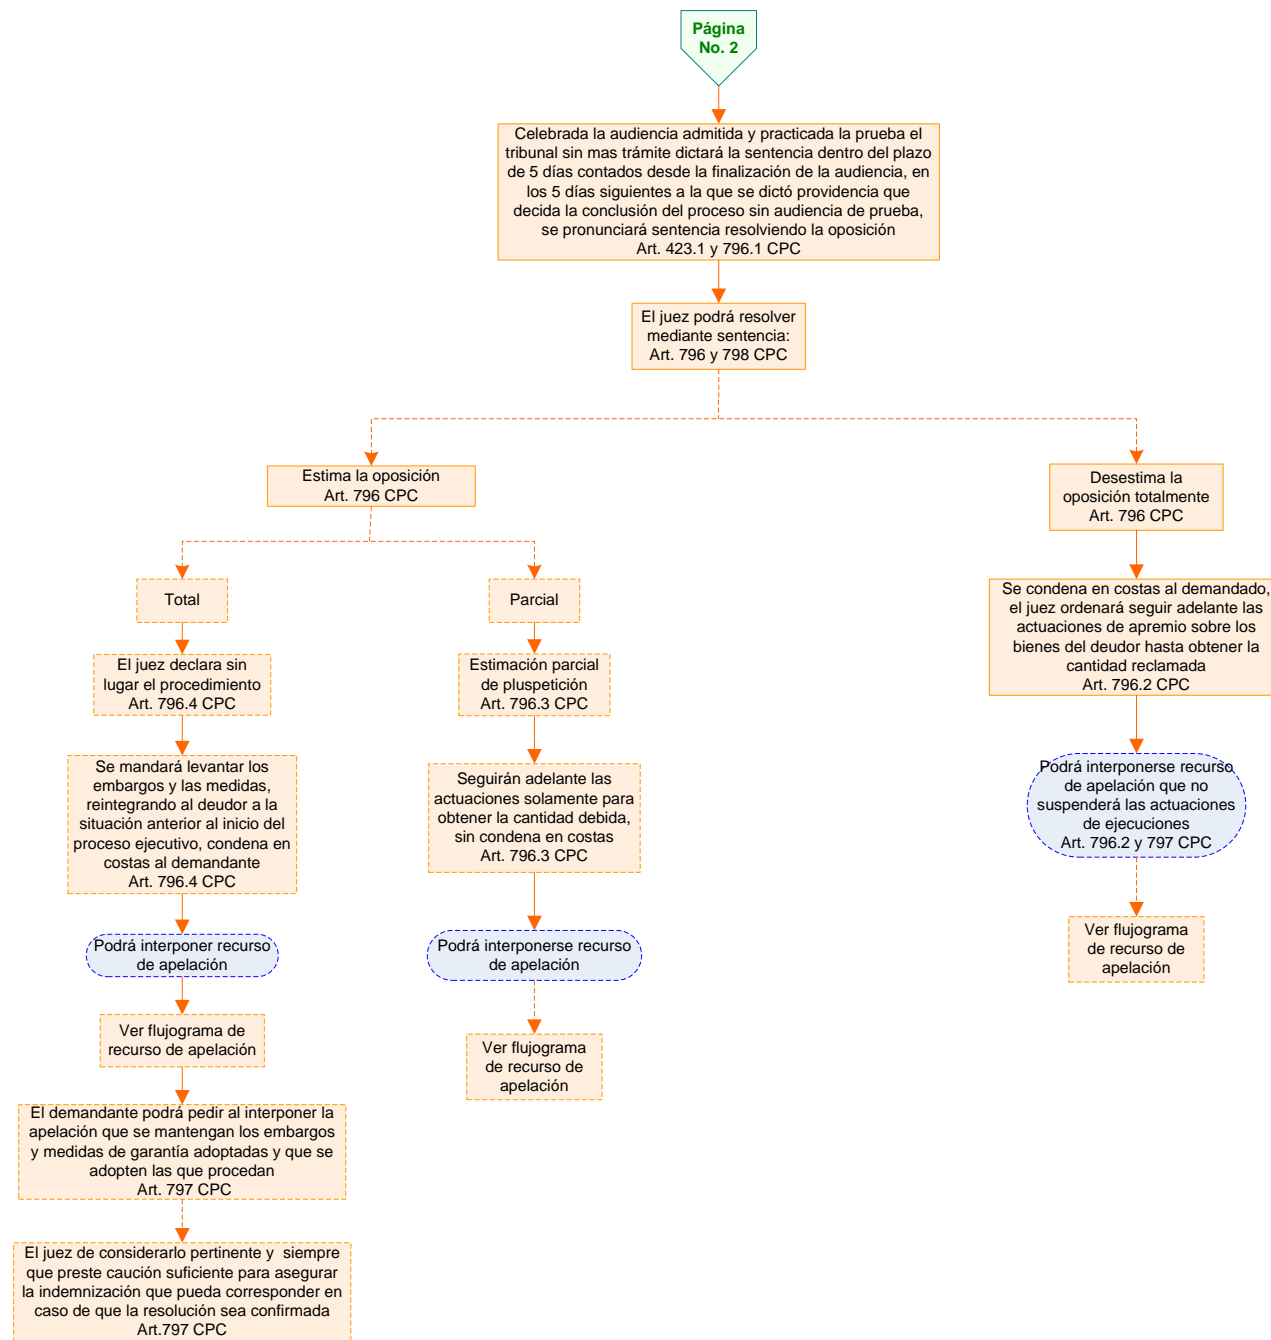 Página
No. 2
Celebrada la audiencia admitida y practicada la prueba el
tribunal sin mas trámite dictará la sentencia dentro del plazo
de 5 días contados desde la finalización de la audiencia, en
los 5 días siguientes a la que se dictó providencia que
decida la conclusión del proceso sin audiencia de prueba,
se pronunciará sentencia resolviendo la oposición
Art. 423.1 y 796.1 CPC
El juez podrá resolver
mediante sentencia:
Art. 796 y 798 CPC
Estima la oposición
Art. 796 CPC
Total
El juez declara sin
lugar el procedimiento
Art. 796.4 CPC
Se mandará levantar los
embargos y las medidas,
reintegrando al deudor a la
situación anterior al inicio del
proceso ejecutivo, condena en
costas al demandante
Art. 796.4 CPC
Podrá interponer recurso
de apelación
Ver flujograma de
recurso de apelación
El demandante podrá pedir al interponer la
apelación que se mantengan los embargos
y medidas de garantía adoptadas y que se
adopten las que procedan
Art. 797 CPC
El juez de considerarlo pertinente y  siempre
que preste caución suficiente para asegurar
la indemnización que pueda corresponder en
caso de que la resolución sea confirmada
Art.797 CPC
Parcial
Estimación parcial
de pluspetición
Art. 796.3 CPC
Seguirán adelante las
actuaciones solamente para
obtener la cantidad debida,
sin condena en costas
Art. 796.3 CPC
Podrá interponerse recurso
de apelación
Ver flujograma
de recurso de
apelación
Desestima la
oposición totalmente
Art. 796 CPC
Se condena en costas al demandado,
el juez ordenará seguir adelante las
actuaciones de apremio sobre los
bienes del deudor hasta obtener la
cantidad reclamada
Art. 796.2 CPC
Podrá interponerse recurso
de apelación que no
suspenderá las actuaciones
de ejecuciones
Art. 796.2 y 797 CPC
Ver flujograma
de recurso de
apelación